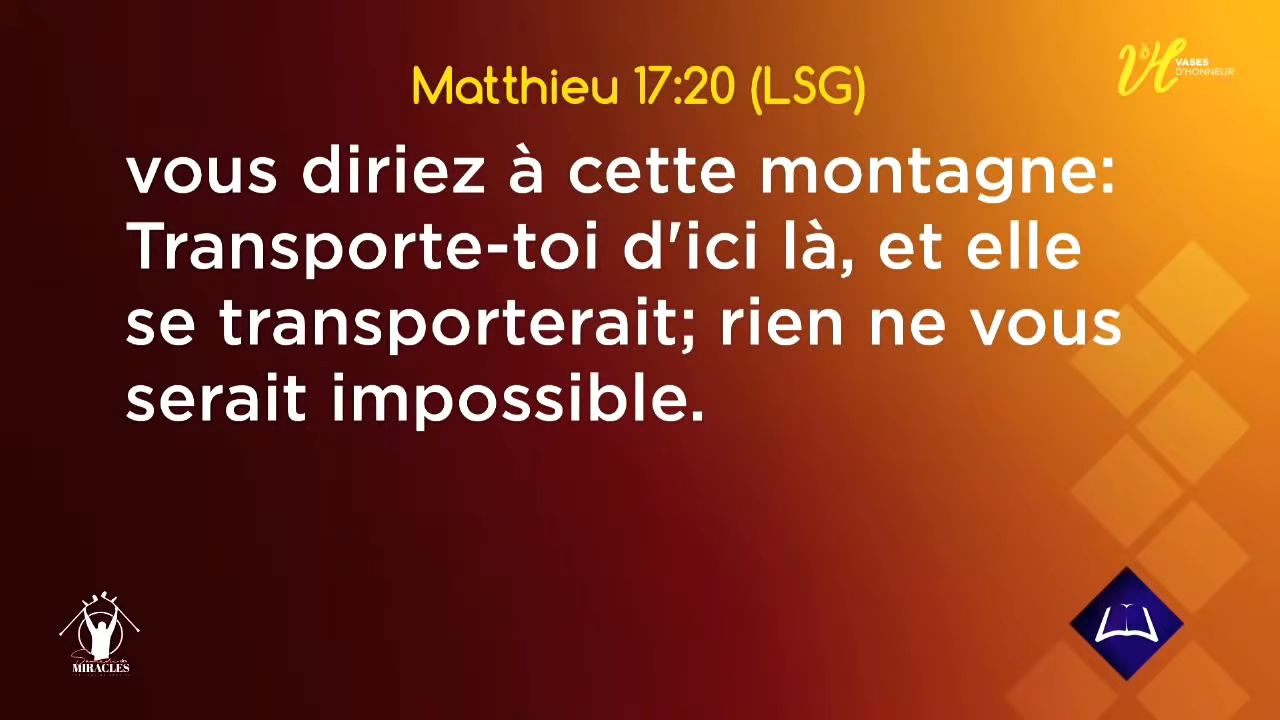 Matthieu 17:20 (LSG)
VASES
D'HONNEUR
vous diriez à cette montagne:
Transporte-toi d'ici là, et elle
se transporterait; rien ne vous
serait impossible.
MIRACLES